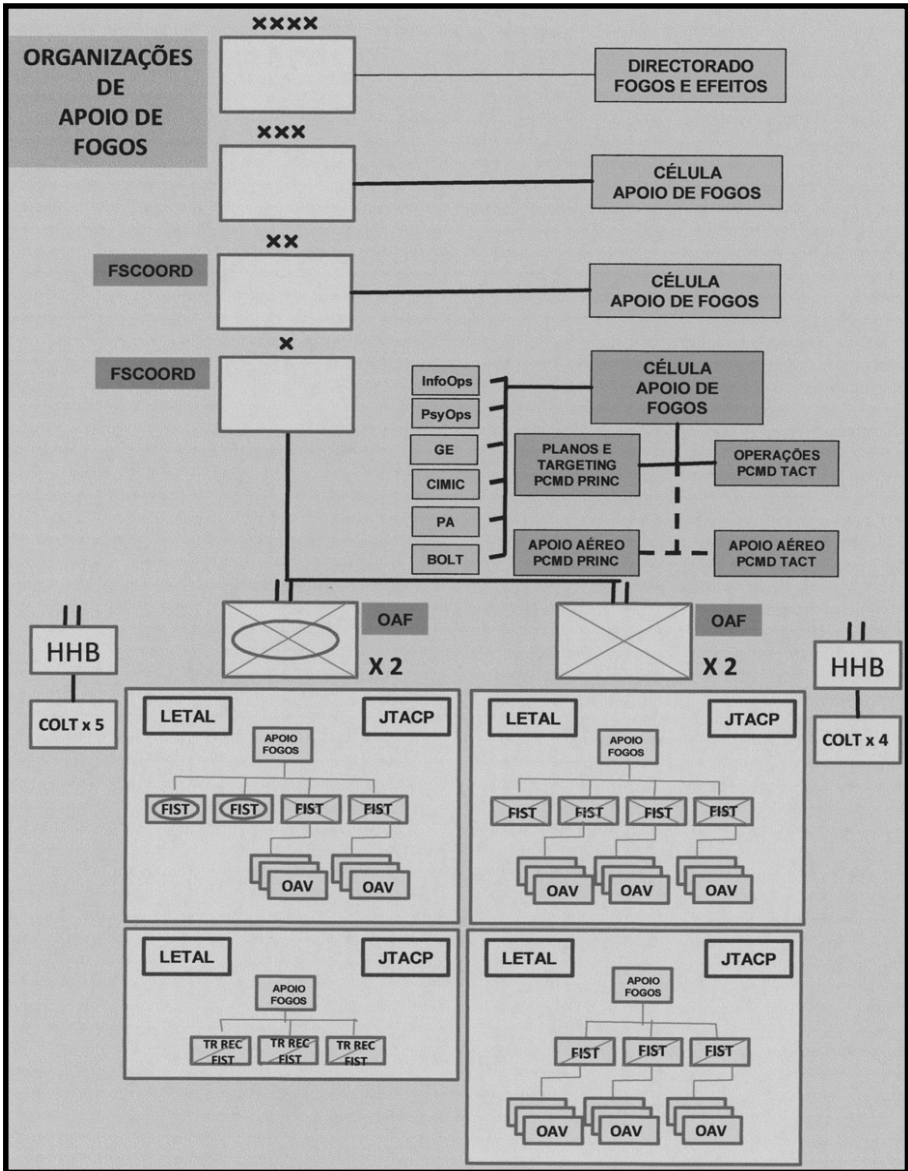 ORGANIZAÇÕES
DE
APOIO DE
FOGOS
XXXX
DIRECTORADO
FOGOS E EFEITOS
XXX
CÉLULA
APOIO DE FOGOS
XX
FSCOORD
CÉLULA
APOIO DE FOGOS
X
FSCOORD
CÉLULA
APOIO DE
FOGOS
InfoOps
PsyOps
GE
CIMIC
PA
BOLT
PLANOS E
TARGETING
PCMD PRINC
OPERAÇÕES
PCMD TACT
APOIO AÉREO
PCMD PRINC
APOIO AÉREO
PCMD TACT
OAF
X 2
OAF
X 2
HHB
COLT x 5
HHB
COLT x 4
LETAL
JTACP
APOIO
FOGOS
FIST
FIST
FIST
FIST
OAV
OAV
LETAL
JTACP
APOIO
FOGOS
FIST
FIST
FIST
FIST
OAV
OAV
OAV
LETAL
JTACP
APOIO
FOGOS
TR REC
FIST
TR REC
FIST
TR REC
FIST
LETAL
JTACP
APOIO
FOGOS
FIST
FIST
FIST
OAV
OAV
OAV